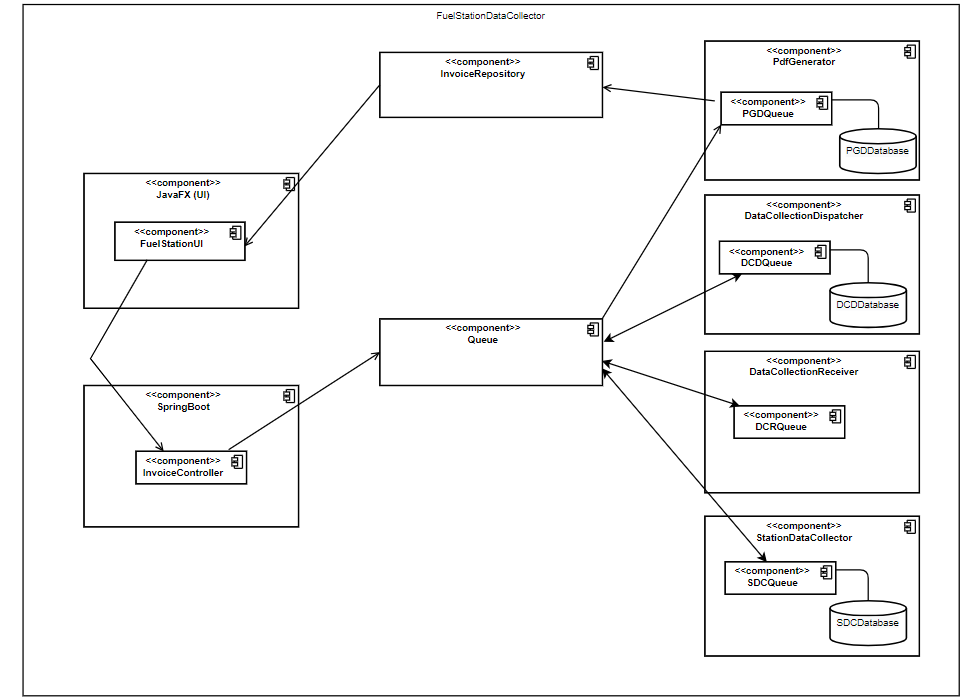 FuelStationDataCollector
<<component>>
InvoiceRepository
<<component>>
PdfGenerator
<<component>>
PGDQueue
PGDDatabase
<<component>>
JavaFX (UI)
<<component>>
FuelStationUI
<<component>>
DataCollectionDispatcher
<<component>>
DCDQueue
DCDDatabase
<<component>>
Queue
<<component>>
DataCollectionReceiver
<<component>>
DCRQueue
<<component>>
SpringBoot
<<component>>
InvoiceController
<<component>>
StationDataCollector
<<component>>
SDCQueue
SDCDatabase